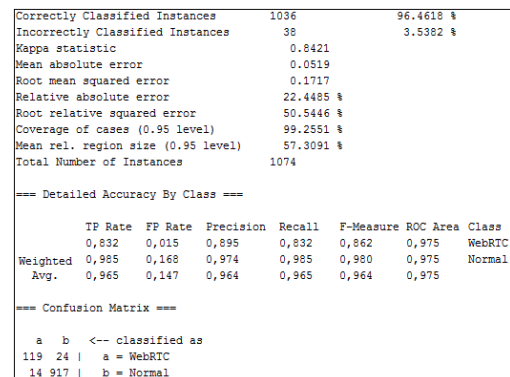 Correctly Classified Instances 1036 96.4618 %
Incorrectly Classified Instances 38 3.5382 %
Kappa statistic 0.8421
Mean absolute error 0.0519
Root mean squared error 0.1717
Relative absolute error 22.4485 %
Root relative squared error 50.5446 %
Coverage of cases (0.95 level) 99.2551 %
Mean rel. region size (0.95 level) 57.3091 %
Total Number of Instances 1074
=== Detailed Accuracy By Class ===
TP Rate FP Rate Precision Recall F-Measure ROC Area Class
0,832 0,015 0,895 0,832 0,862 0,975 WebRTC
Weighted 0,985 0,168 0,974 0,985 0,980 0,975 Normal
Avg. 0,965 0,147 0,964 0,965 0,964 0,975
=== Confusion Matrix ===
a b <-- classified as
119 24 | a = WebRTC
14 917 | b = Normal